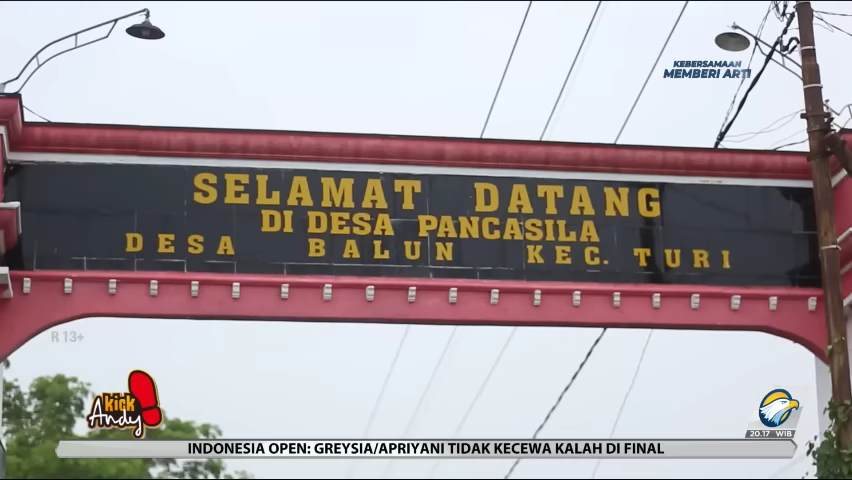 KEBERSAMAAN
MEMBERI ARTI
SELAMAT DATANG
DI DESA PANCASILA
DESA BALUN KEC. TURI
R 13+
kick
Andy
20.17 WIB
INDONESIA OPEN: GREYSIA/APRIYANI TIDAK KECEWA KALAH DI FINAL